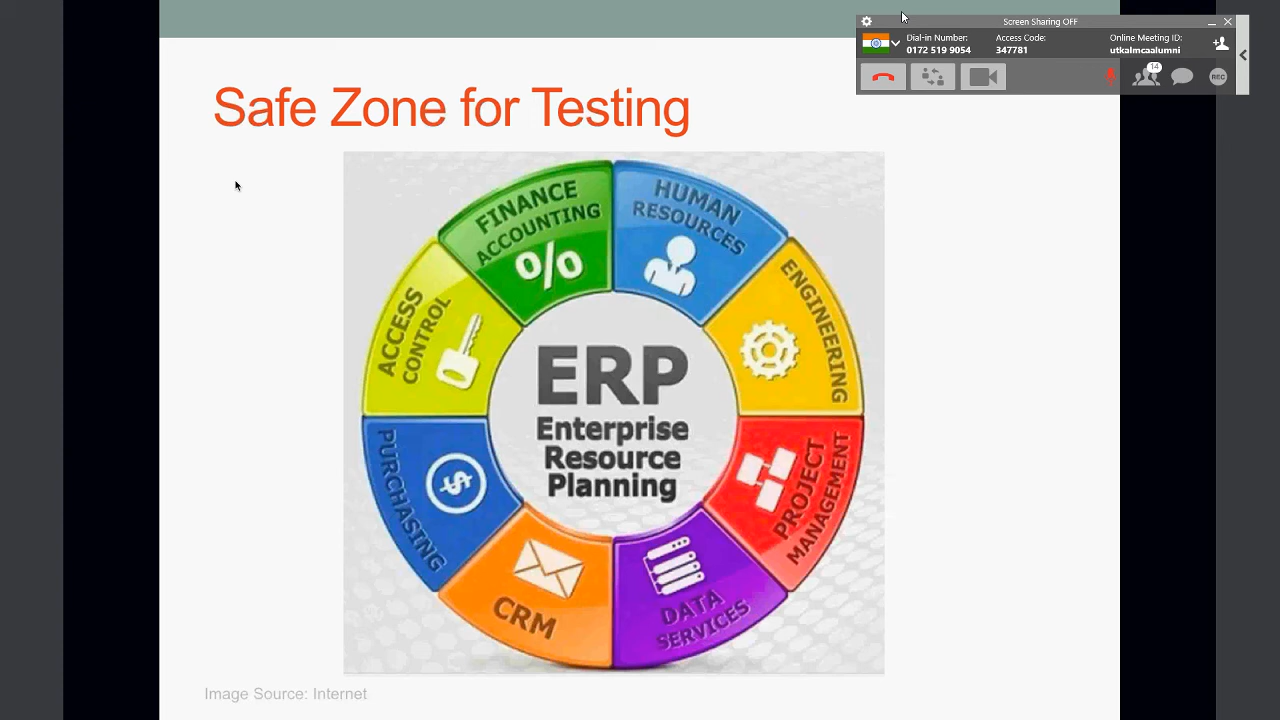 Screen Sharing OFF
Dial-in Number:
0172 519 9054
Access Code:
347781
Online Meeting ID:
utkalmcaalumni
14
REC
Safe Zone for Testing
FINANCE
ACCOUNTING
%
HUMAN
RESOURCES
ENGINEERING
PROJECT
MANAGEMENT
DATA
SERVICES
CRM
PURCHASING
$
ACCESS
CONTROL
ERP
Enterprise
Resource
Planning
Image Source: Internet